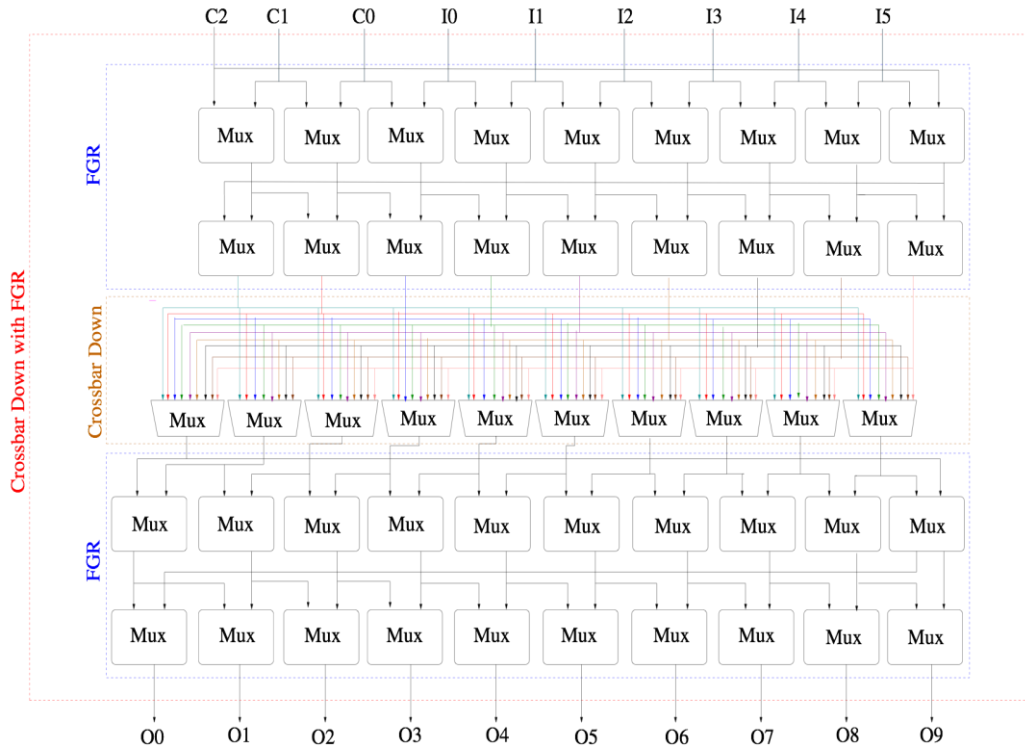 C2 C1 C0 I0 I1 I2 I3 I4 I5
Mux Mux Mux Mux Mux Mux Mux Mux Mux
FGR
Mux Mux Mux Mux Mux Mux Mux Mux Mux
Crossbar Down with FGR
Crossbar Down
Mux Mux Mux Mux Mux Mux Mux Mux Mux Mux
Mux Mux Mux Mux Mux Mux Mux Mux Mux Mux
FGR
Mux Mux Mux Mux Mux Mux Mux Mux Mux Mux
O0 O1 O2 O3 O4 O5 O6 O7 O8 O9